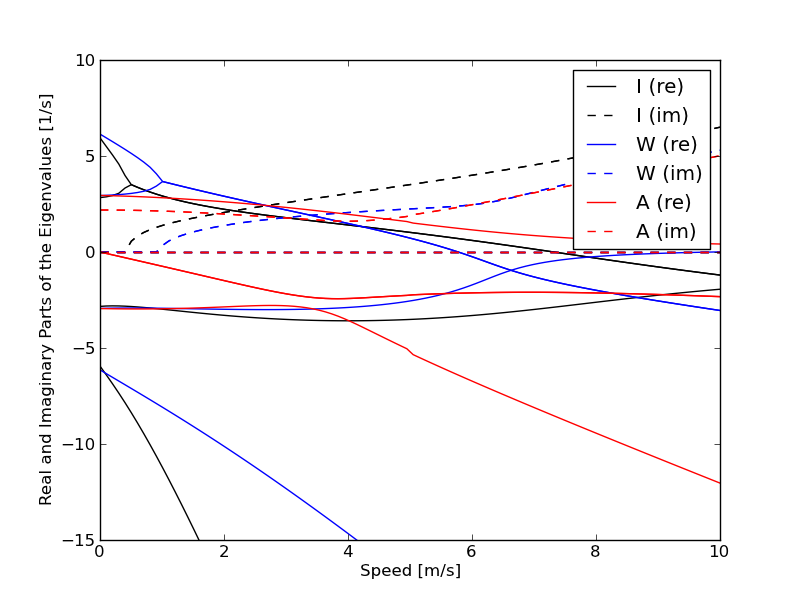 Real and Imaginary Parts of the Eigenvalues [1/s]
10
5
0
−5
−10
−15
I (re)
I (im)
W (re)
W (im)
A (re)
A (im)
0
2
4
6
8
10
Speed [m/s]